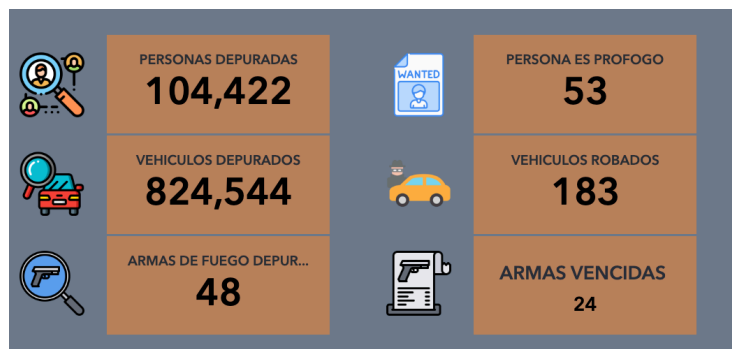 PERSONAS DEPURADAS
104,422
PERSONA ES PROFOGO
53
WANTED
VEHICULOS DEPURADOS
824,544
VEHICULOS ROBADOS
183
ARMAS DE FUEGO DEPUR...
48
ARMAS VENCIDAS
24